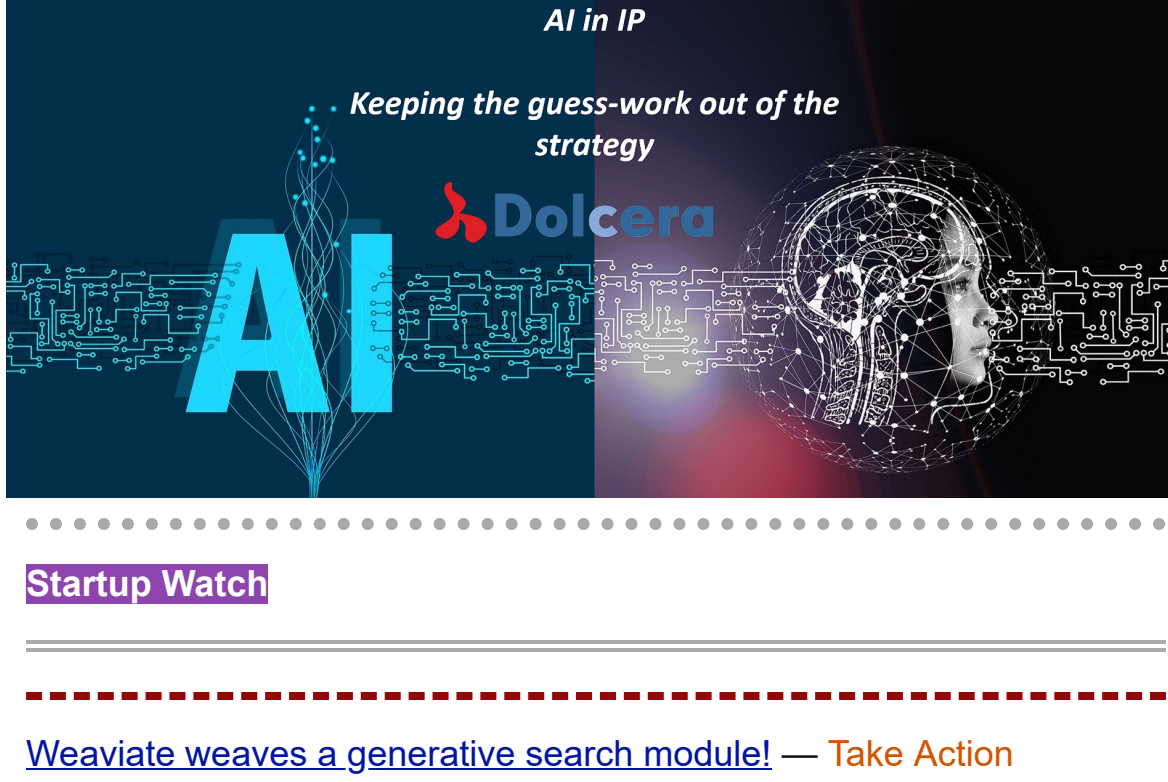 AI in IP
Keeping the guess-work out of the
strategy
Dolcera
AI
Startup Watch
Weaviate weaves a generative search module! — Take Action